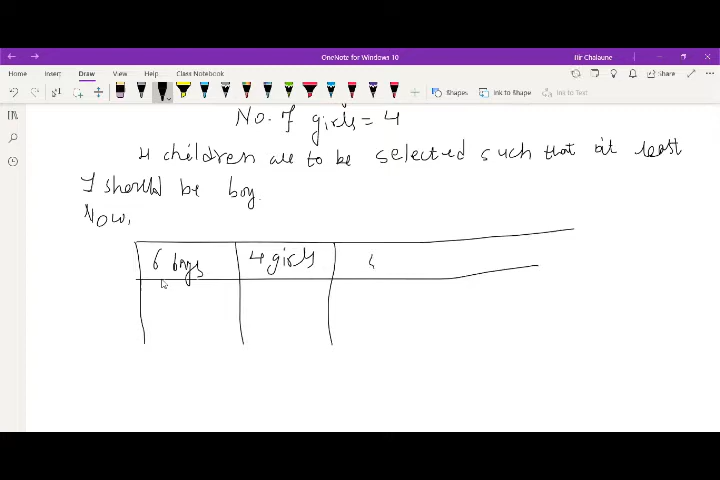 OneNote for Windows 10
Hir Chalaune
Home Insert Draw View Help Class Notebook
Share
Shapes Ink to Shape Ink to Text
No. of girls = 4
4 children are to be selected such that at least
1 should be boy.
Now,
6 boys 4 girls